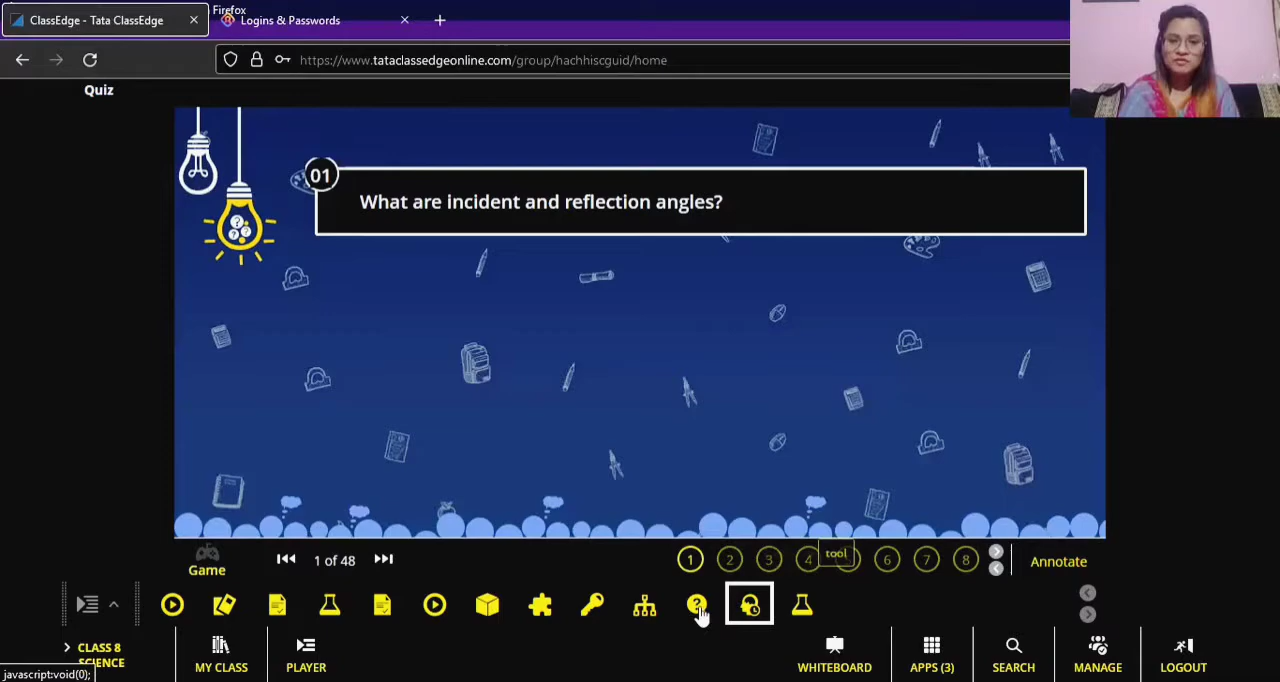 Firefox
ClassEdge - Tata ClassEdge
Logins & Passwords
https://www.tataclassedgeonline.com/group/hachhiscguid/home
Quiz
01
What are incident and reflection angles?
Game
1 of 48
1 2 3 4 6 7 8
tool
Annotate
CLASS 8
SCIENCE
MY CLASS
PLAYER
WHITEBOARD
APPS (3)
SEARCH
MANAGE
LOGOUT
javascript:void(0);